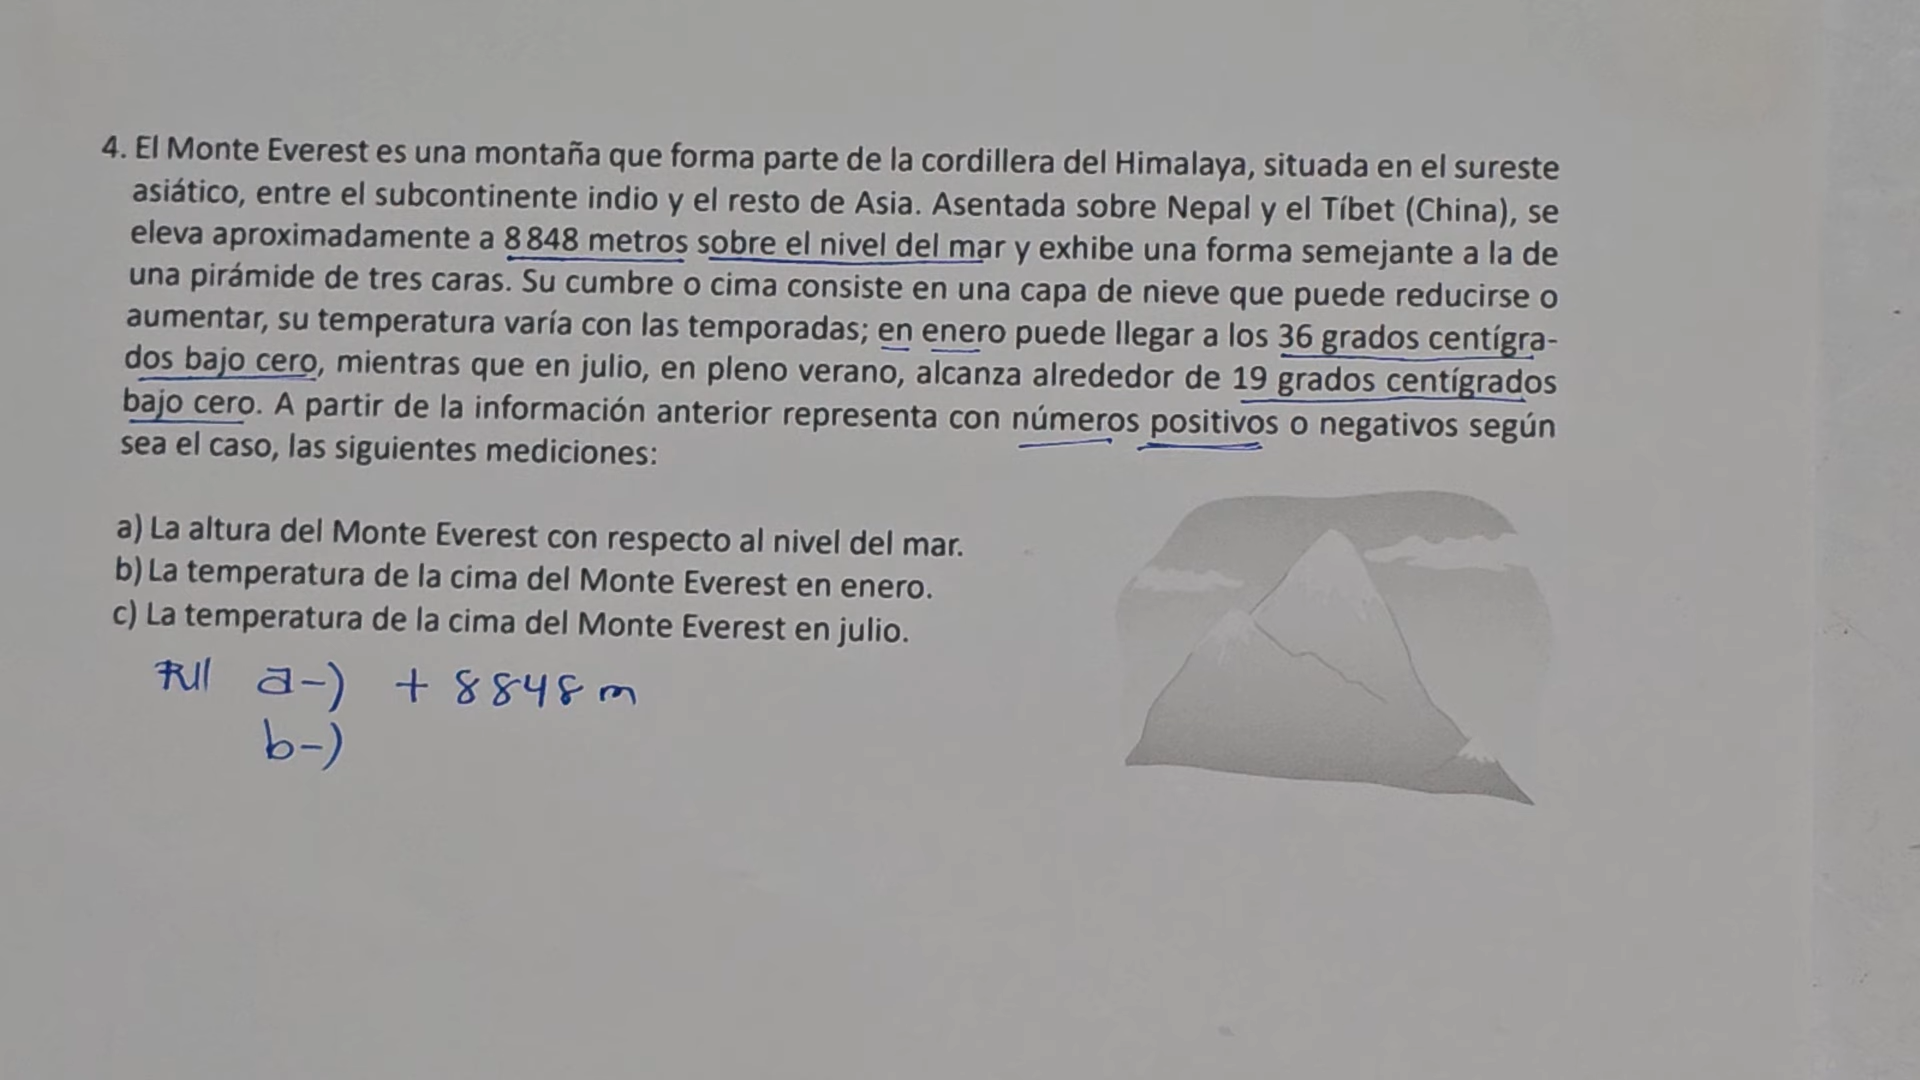 4. El Monte Everest es una montaña que forma parte de la cordillera del Himalaya, situada en el sureste
asiático, entre el subcontinente indio y el resto de Asia. Asentada sobre Nepal y el Tíbet (China), se
eleva aproximadamente a 8 848 metros sobre el nivel del mar y exhibe una forma semejante a la de
una pirámide de tres caras. Su cumbre o cima consiste en una capa de nieve que puede reducirse o
aumentar, su temperatura varía con las temporadas; en enero puede llegar a los 36 grados centígra-
dos bajo cero, mientras que en julio, en pleno verano, alcanza alrededor de 19 grados centígrados
bajo cero. A partir de la información anterior representa con números positivos o negativos según
sea el caso, las siguientes mediciones:
a) La altura del Monte Everest con respecto al nivel del mar.
b) La temperatura de la cima del Monte Everest en enero.
c) La temperatura de la cima del Monte Everest en julio.
a-) + 8848 m
b-)